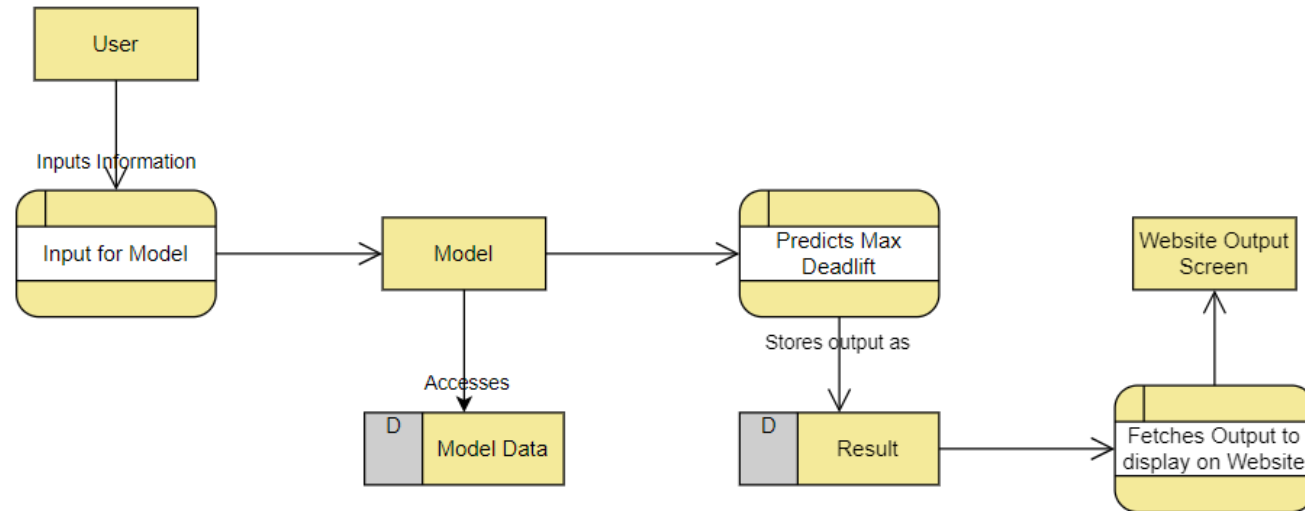 User
Inputs Information
Input for Model
Model
Predicts Max
Deadlift
Website Output
Screen
Stores output as
Accesses
D
Model Data
D
Result
Fetches Output to
display on Website